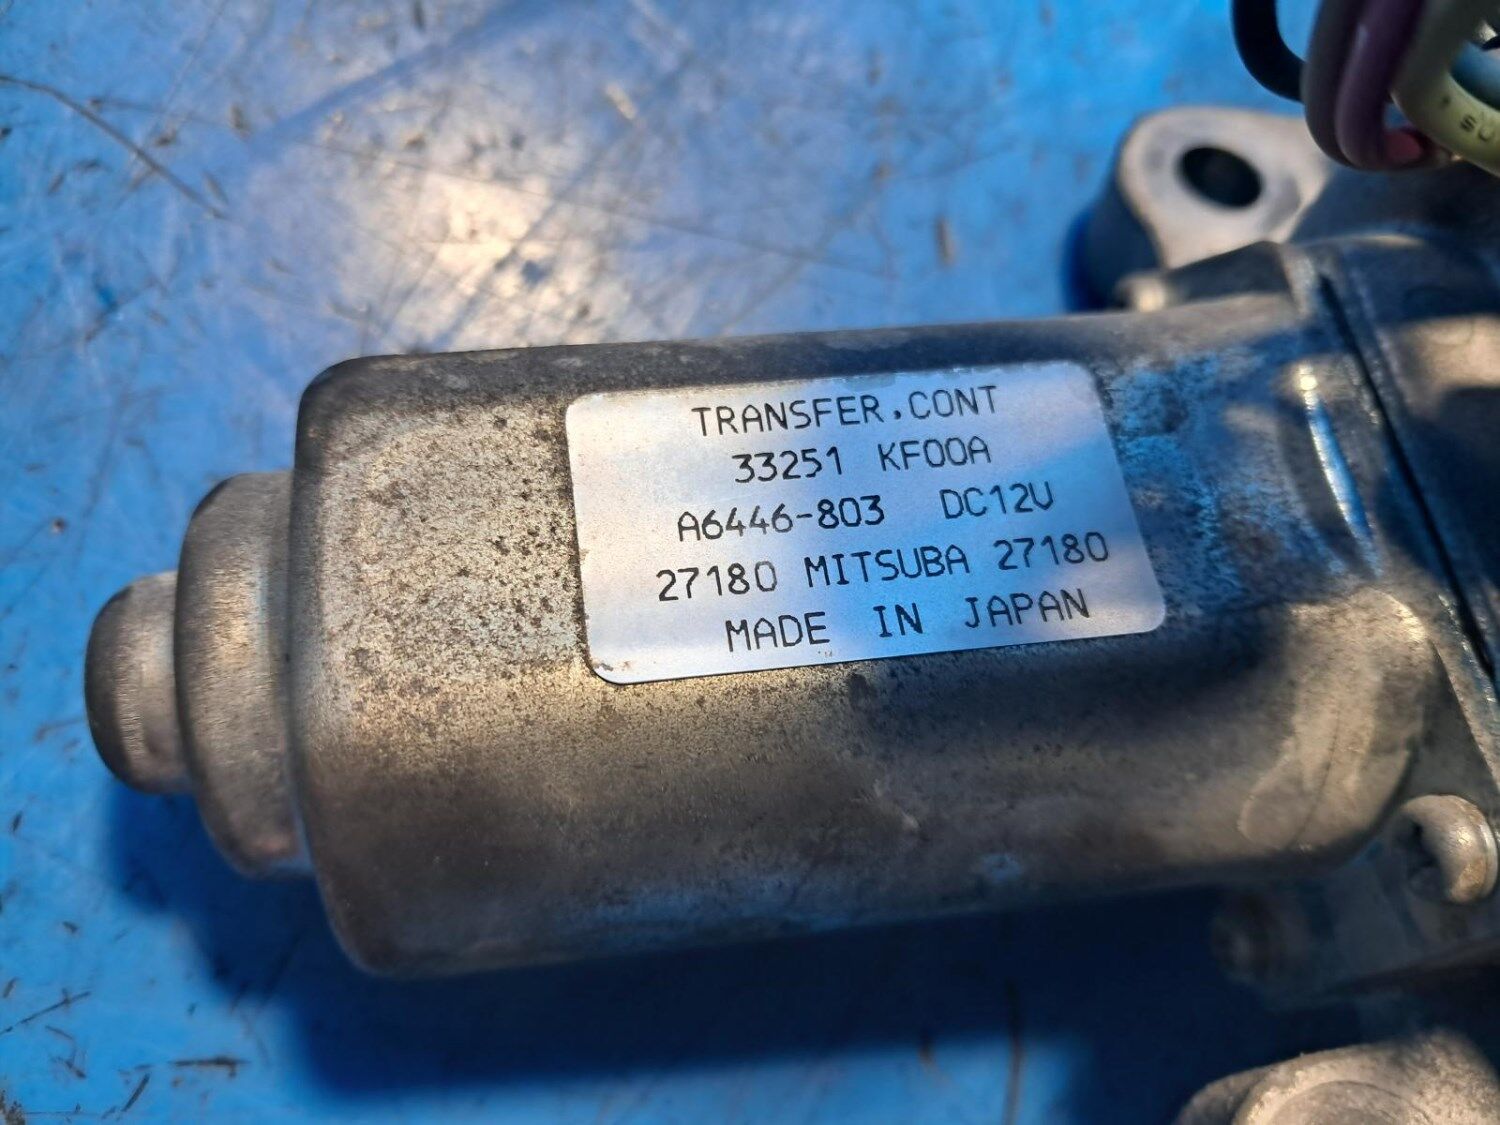 TRANSFER.CONT
33251 KF00A
A6446-803 DC12V
27180 MITSUBA 27180
MADE IN JAPAN